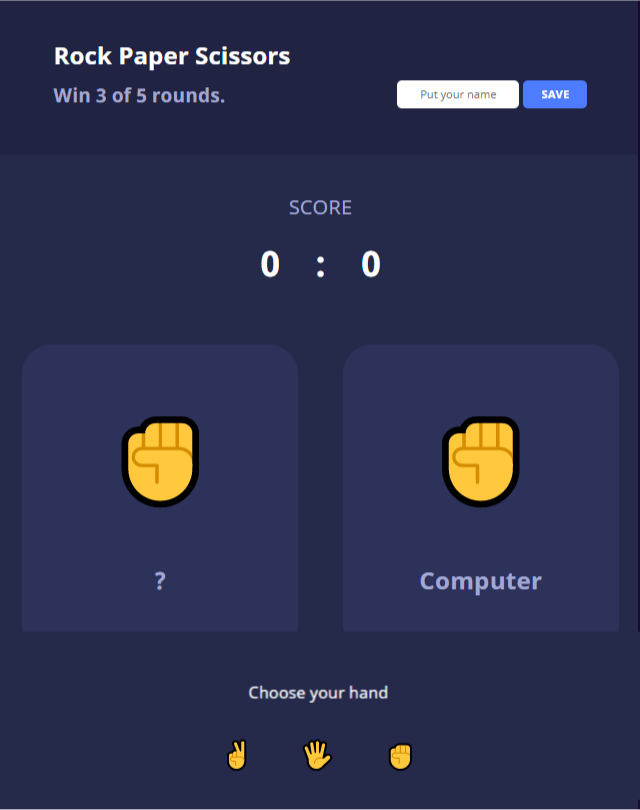 Rock Paper Scissors
Win 3 of 5 rounds.
Put your name
SAVE
SCORE
0 : 0
?
Computer
Choose your hand